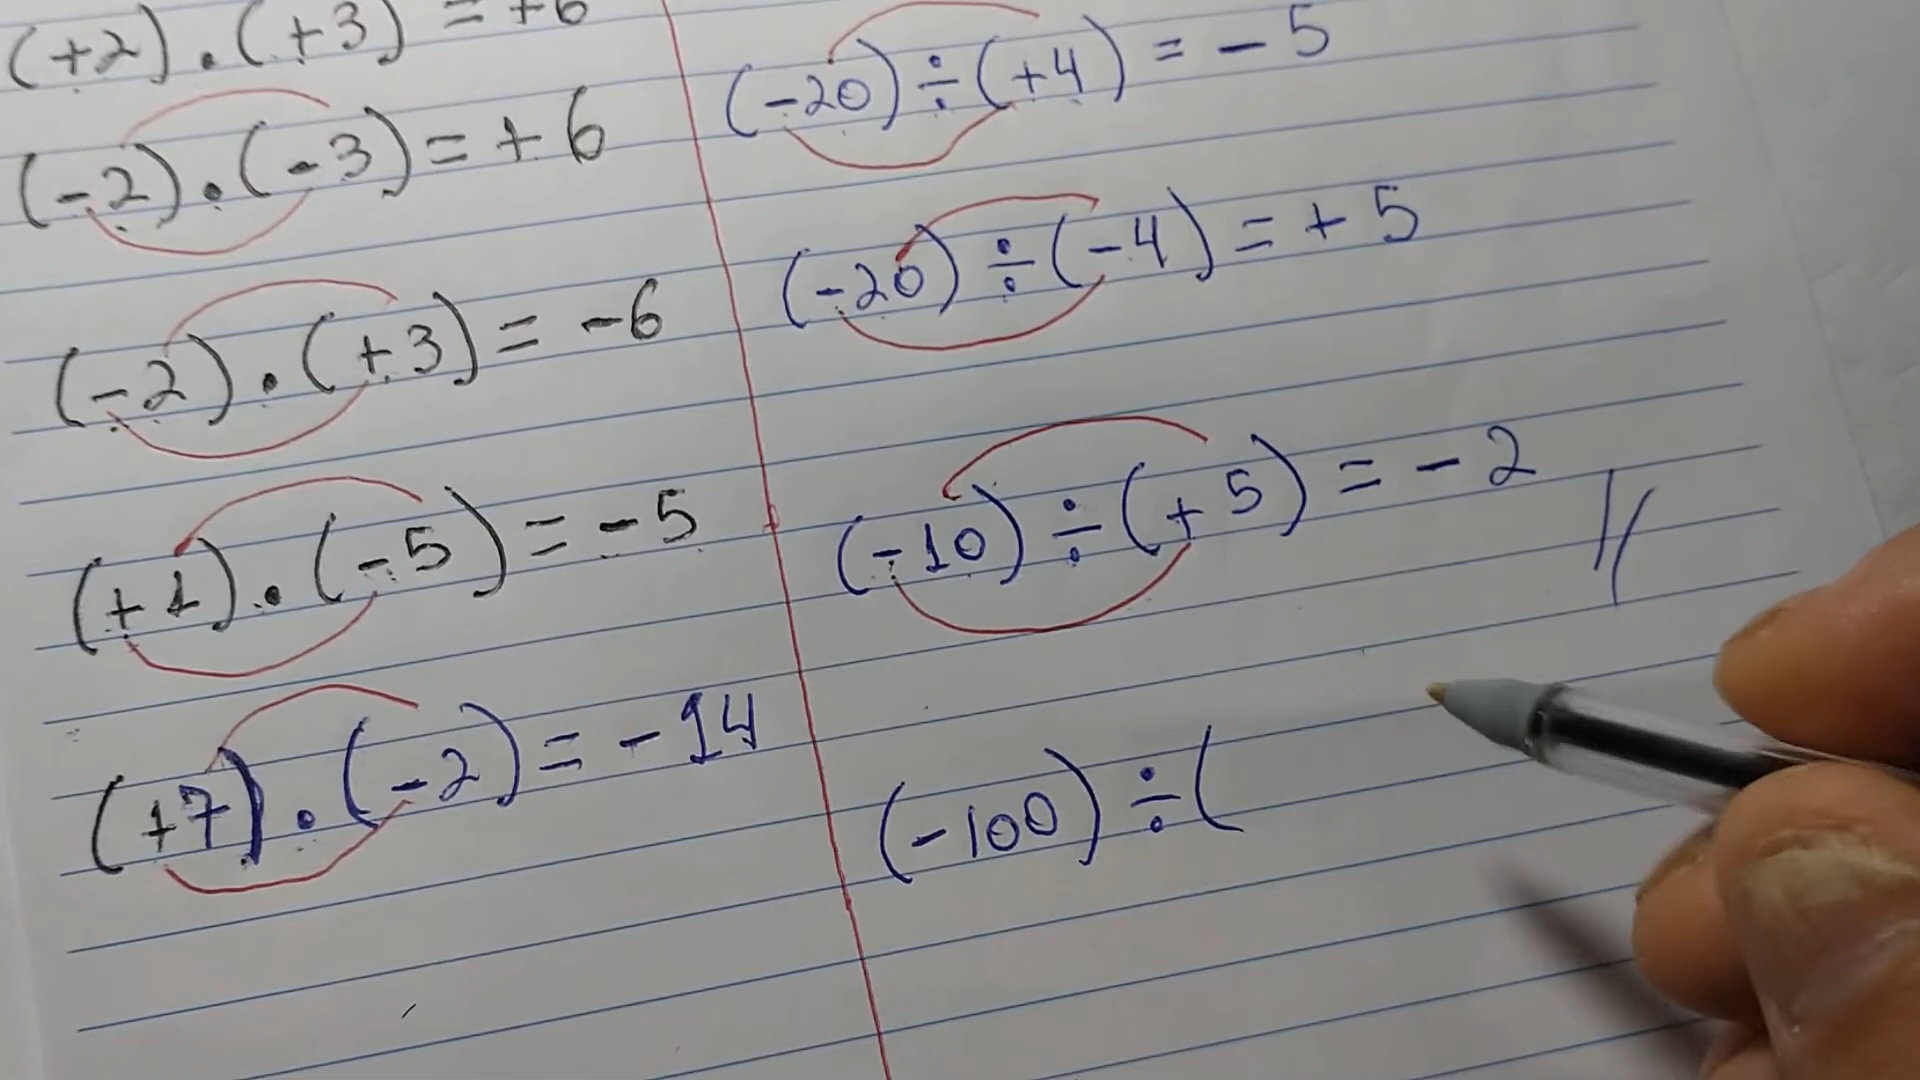 (+2).(+3) = +6
(-2).(-3) = +6
(-2).(+3) = -6
(+1).(-5) = -5
(+7).(-2) = -14
(-20) ÷ (+4) = -5
(-20) ÷ (-4) = +5
(-10) ÷ (+5) = -2
(-100) ÷ (